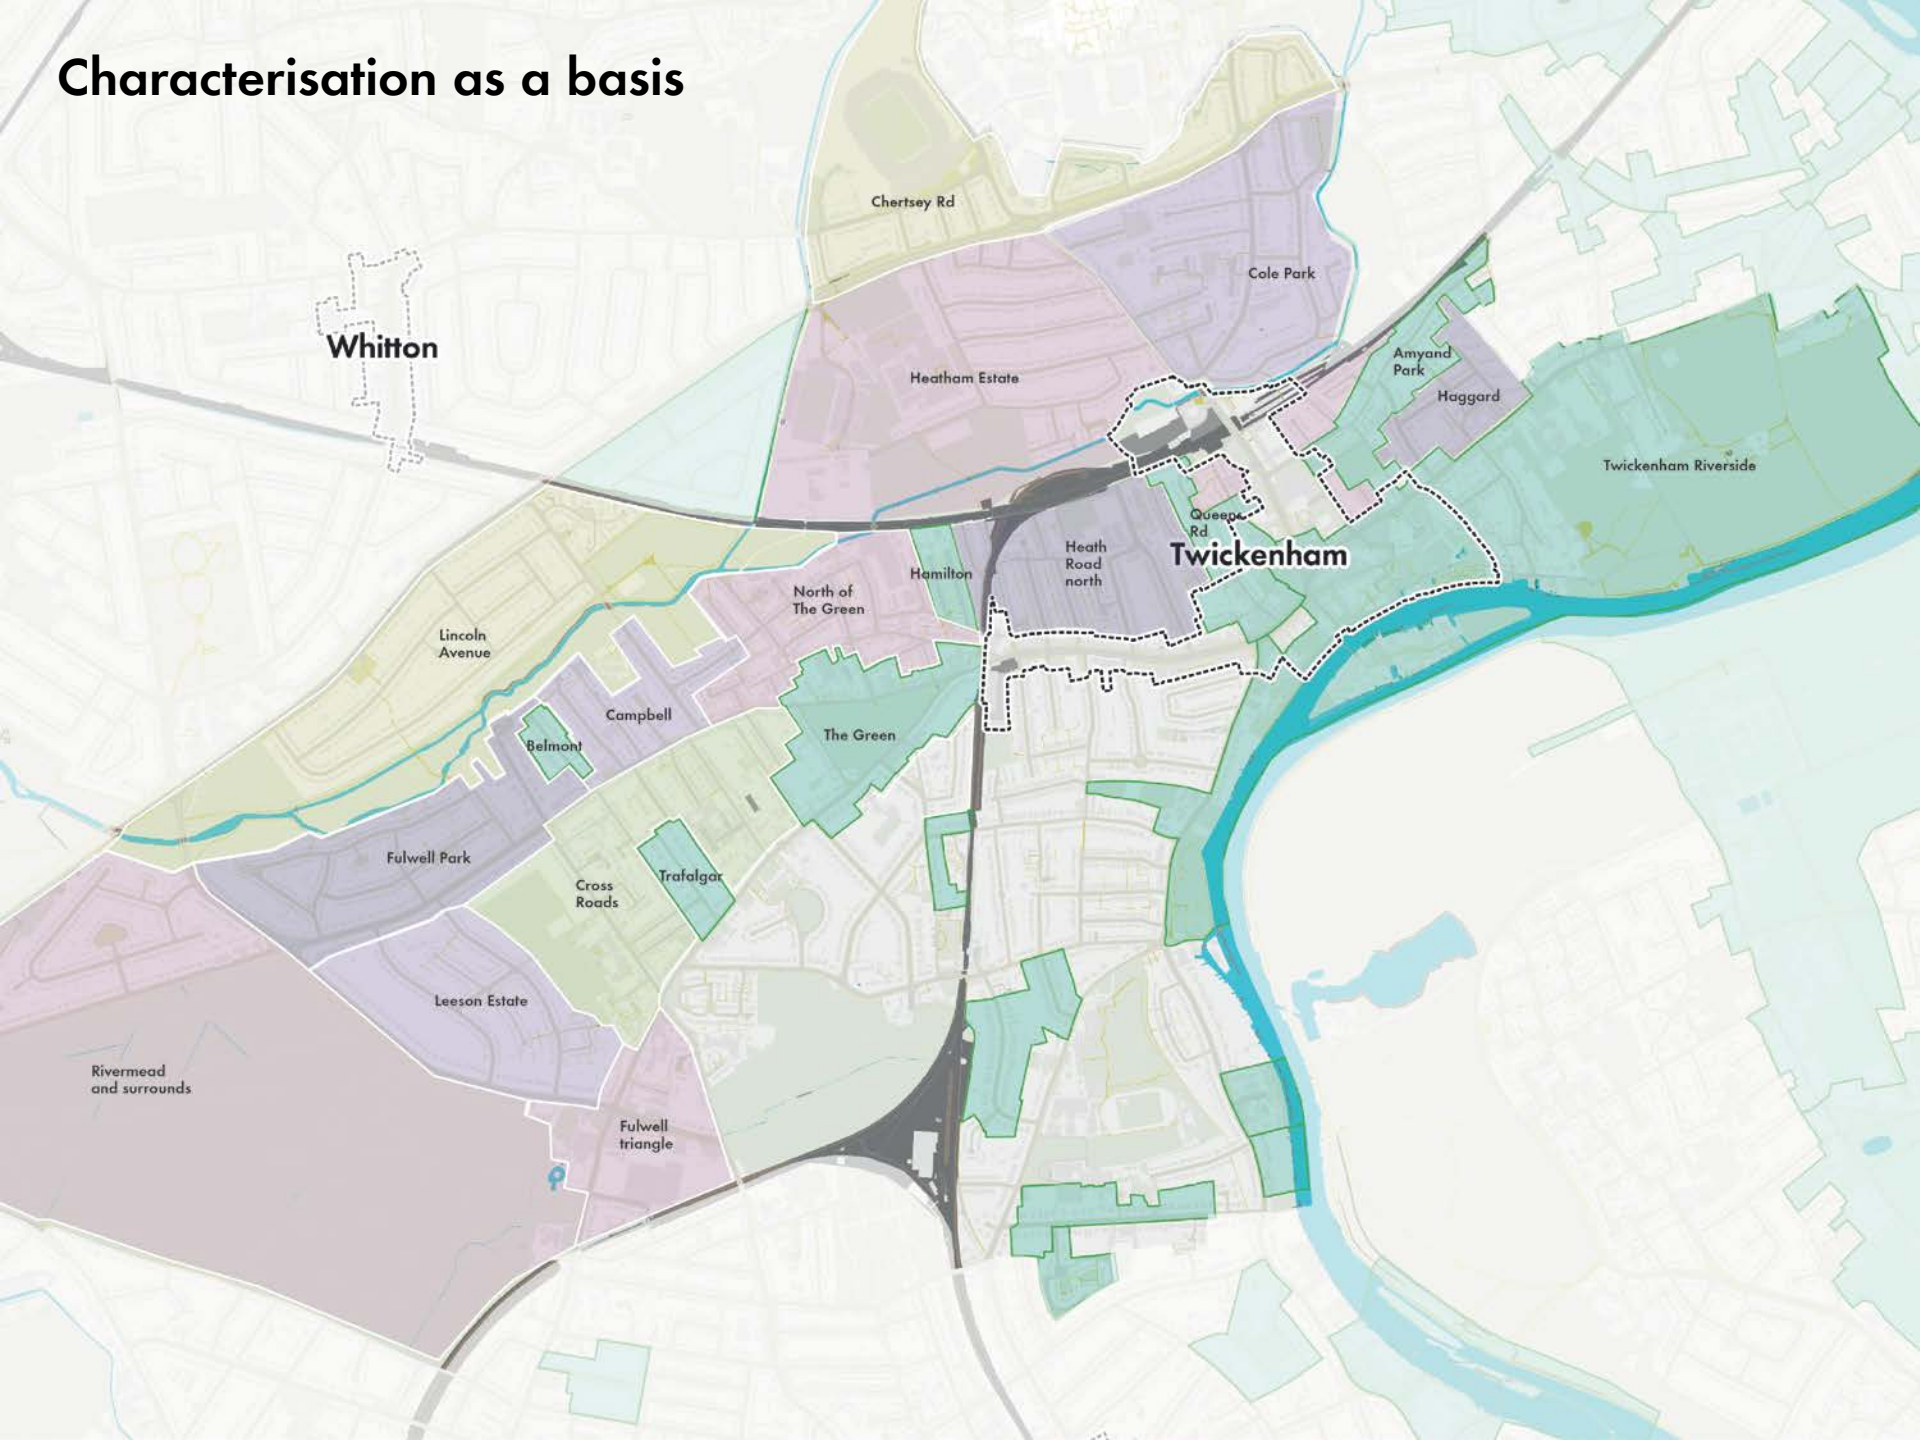 Characterisation as a basis
Chertsey Rd
Cole Park
Whitton
Heatham Estate
Amyand
Park
Haggard
Twickenham Riverside
Queens
Rd
Twickenham
Heath
Road
north
Hamilton
North of
The Green
Lincoln
Avenue
Campbell
Belmont
The Green
Fulwell Park
Cross
Roads
Trafalgar
Leeson Estate
Rivermead
and surrounds
Fulwell
triangle